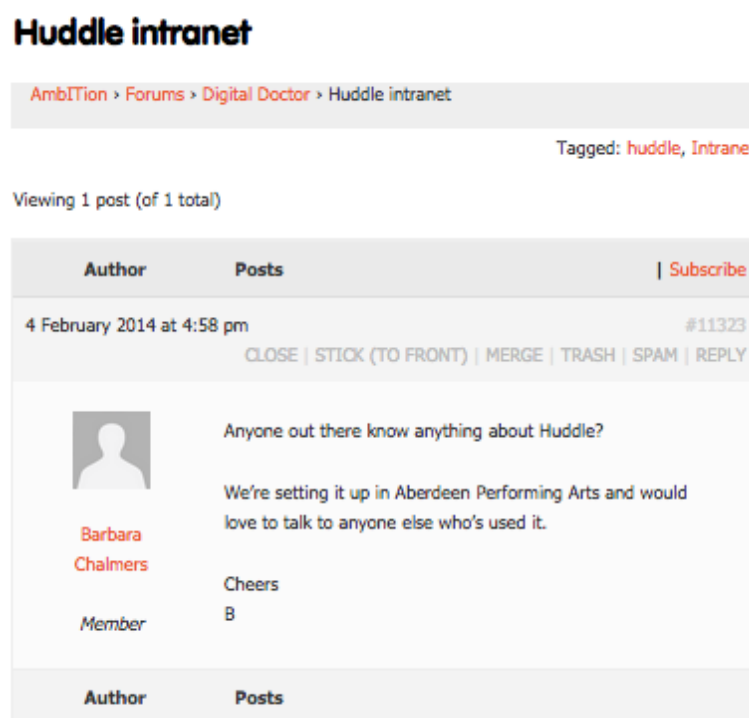 Huddle intranet
AmbITion › Forums › Digital Doctor › Huddle intranet
Tagged: huddle, Intrane
Viewing 1 post (of 1 total)
Author Posts | Subscribe
4 February 2014 at 4:58 pm #11323
CLOSE | STICK (TO FRONT) | MERGE | TRASH | SPAM | REPLY
Anyone out there know anything about Huddle?
We’re setting it up in Aberdeen Performing Arts and would
love to talk to anyone else who’s used it.
Cheers
B
Barbara
Chalmers
Member
Author Posts